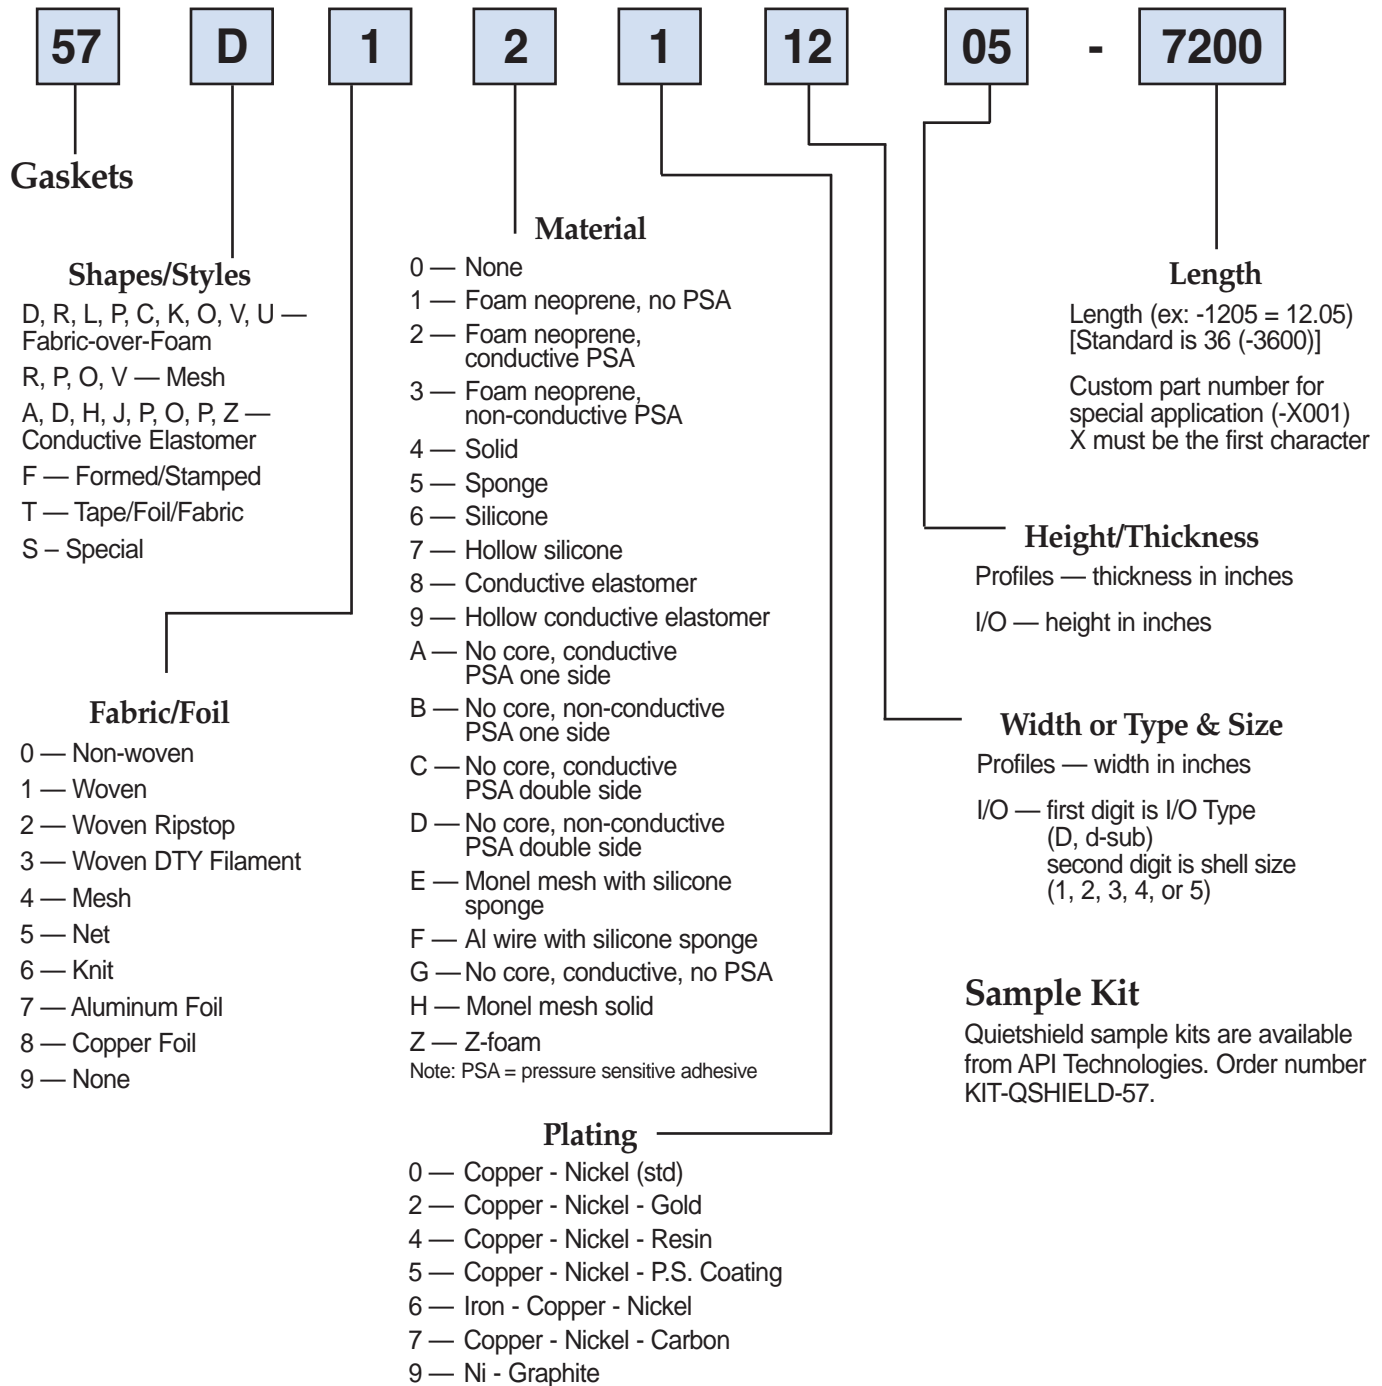 57 D 1 2 1 12 05 - 7200
Gaskets
Shapes/Styles
D, R, L, P, C, K, O, V, U —
Fabric-over-Foam
R, P, O, V — Mesh
A, D, H, J, P, O, P, Z —
Conductive Elastomer
F — Formed/Stamped
T — Tape/Foil/Fabric
S – Special
Fabric/Foil
0 — Non-woven
1 — Woven
2 — Woven Ripstop
3 — Woven DTY Filament
4 — Mesh
5 — Net
6 — Knit
7 — Aluminum Foil
8 — Copper Foil
9 — None
Material
0 — None
1 — Foam neoprene, no PSA
2 — Foam neoprene,
conductive PSA
3 — Foam neoprene,
non-conductive PSA
4 — Solid
5 — Sponge
6 — Silicone
7 — Hollow silicone
8 — Conductive elastomer
9 — Hollow conductive elastomer
A — No core, conductive
PSA one side
B — No core, non-conductive
PSA one side
C — No core, conductive
PSA double side
D — No core, non-conductive
PSA double side
E — Monel mesh with silicone
sponge
F — Al wire with silicone sponge
G — No core, conductive, no PSA
H — Monel mesh solid
Z — Z-foam
Note: PSA = pressure sensitive adhesive
Plating
0 — Copper - Nickel (std)
2 — Copper - Nickel - Gold
4 — Copper - Nickel - Resin
5 — Copper - Nickel - P.S. Coating
6 — Iron - Copper - Nickel
7 — Copper - Nickel - Carbon
9 — Ni - Graphite
Length
Length (ex: -1205 = 12.05)
[Standard is 36 (-3600)]
Custom part number for
special application (-X001)
X must be the first character
Height/Thickness
Profiles — thickness in inches
I/O — height in inches
Width or Type & Size
Profiles — width in inches
I/O — first digit is I/O Type
(D, d-sub)
second digit is shell size
(1, 2, 3, 4, or 5)
Sample Kit
Quietshield sample kits are available
from API Technologies. Order number
KIT-QSHIELD-57.